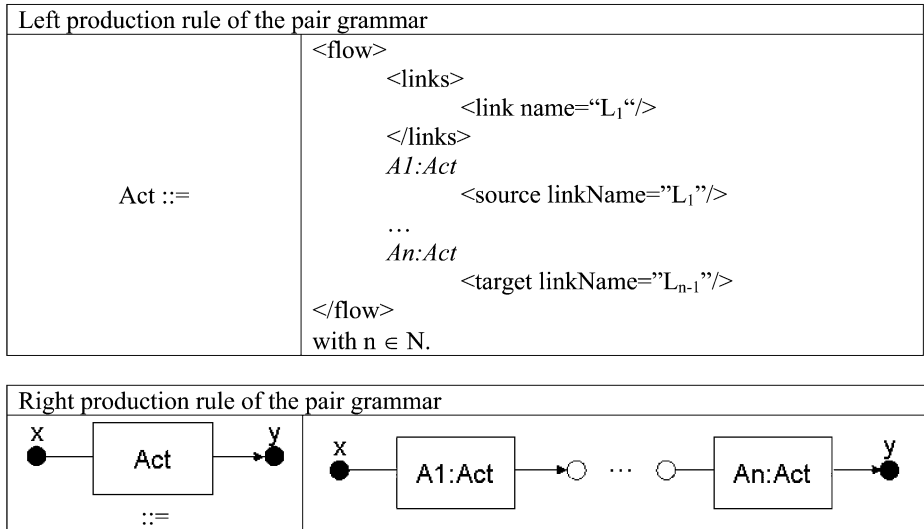 Left production rule of the pair grammar
Act ::=
<flow>
<links>
<link name=“L₁“/>
</links>
A1:Act
<source linkName=”L₁”/>
…
An:Act
<target linkName=”Lₙ₋₁”/>
</flow>
with n ∈ N.
Right production rule of the pair grammar
x Act y
::=
x A1:Act ... An:Act y